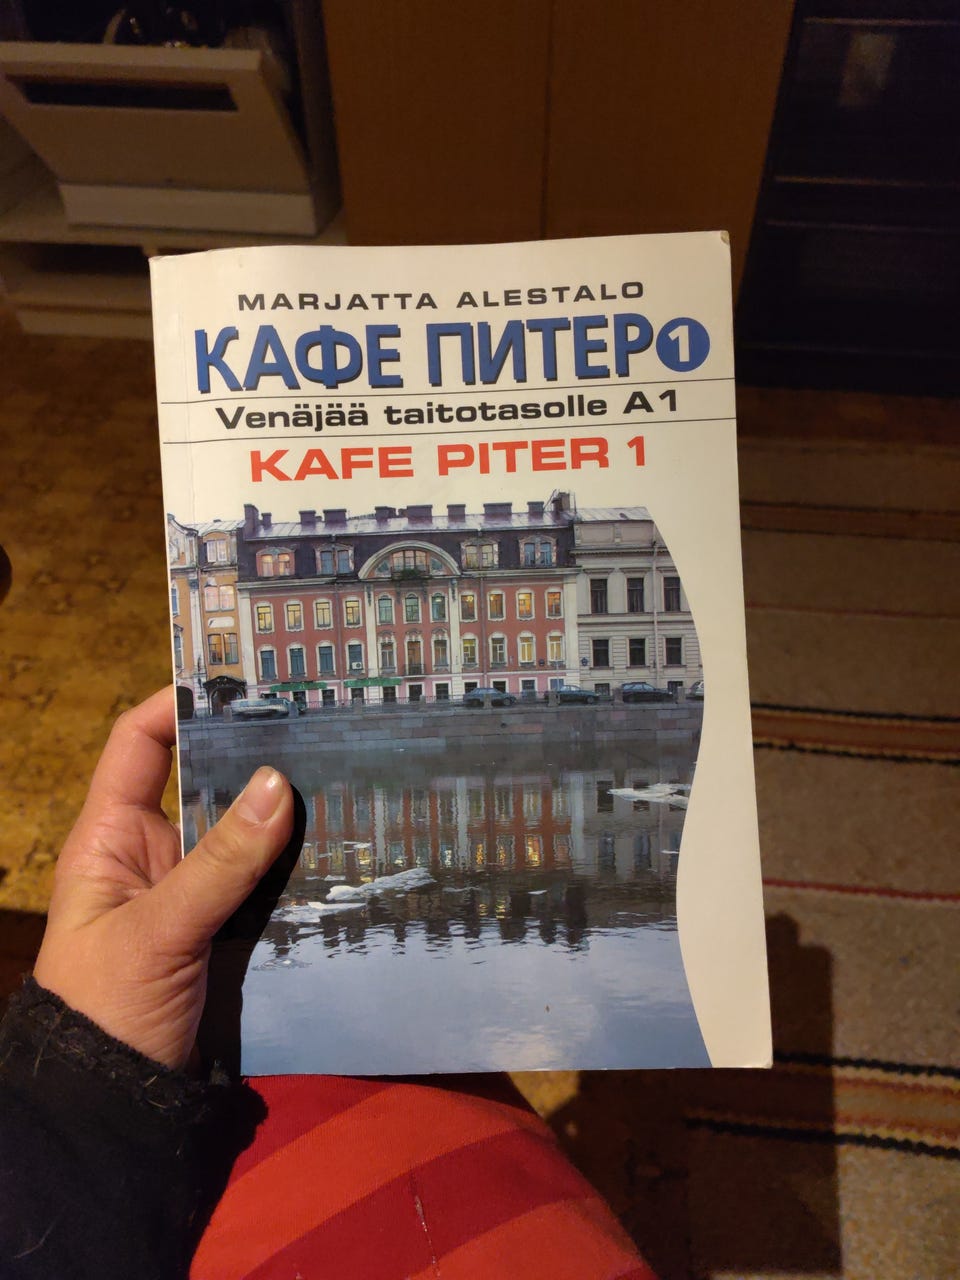 MARJATTA ALESTALO
КАФЕ ПИТЕР 1
Venäjää taitotasolle A1
KAFE PITER 1